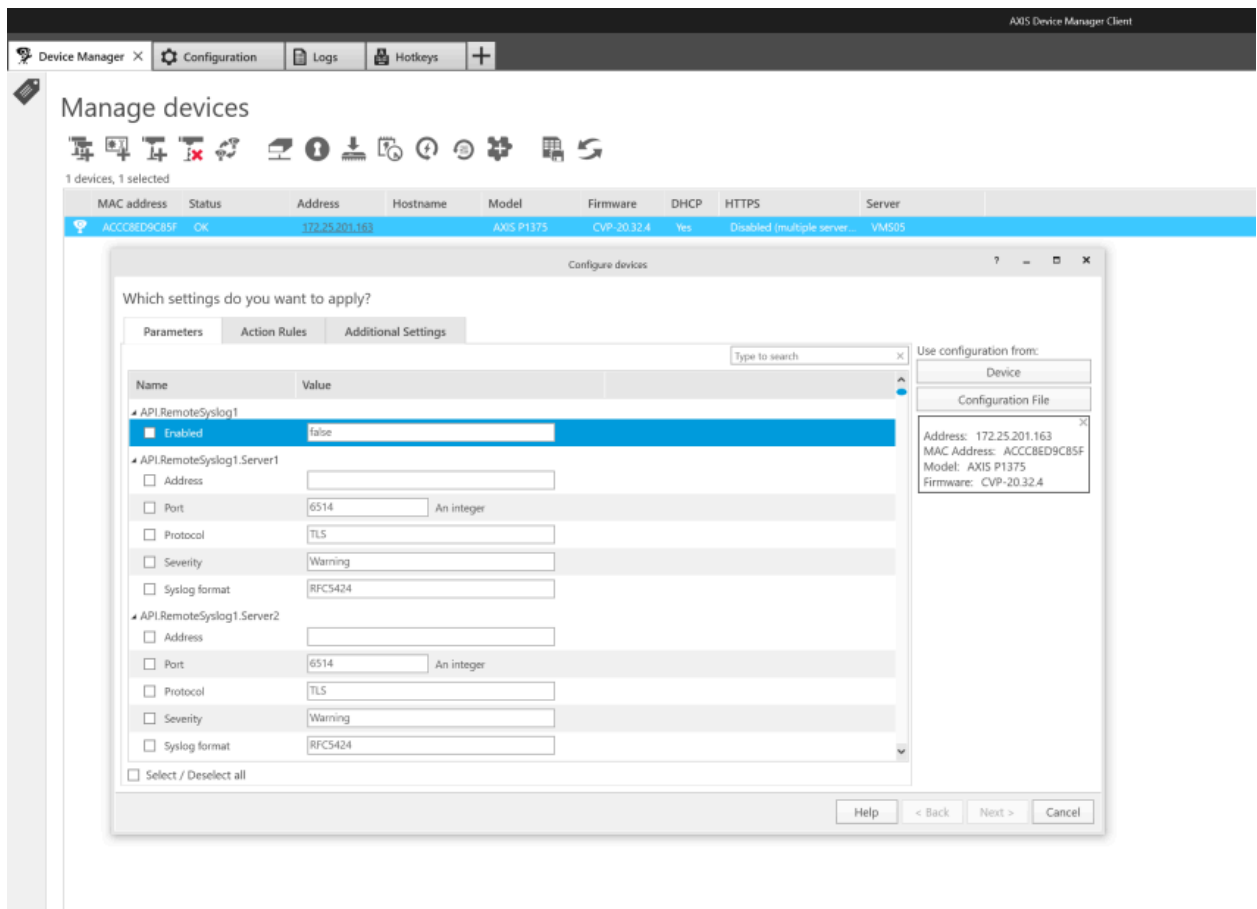 AXIS Device Manager Client
Device Manager Configuration Logs Hotkeys
Manage devices
1 devices, 1 selected
MAC address Status Address Hostname Model Firmware DHCP HTTPS Server
ACCC8ED9C85F OK 172.25.201.163 AXIS P1375 CVP-20.32.4 Yes Disabled (multiple server... VMS05
Configure devices
Which settings do you want to apply?
Parameters Action Rules Additional Settings
Type to search
Use configuration from:
Device
Configuration File
Address: 172.25.201.163
MAC Address: ACCC8ED9C85F
Model: AXIS P1375
Firmware: CVP-20.32.4
Name Value
API.RemoteSyslog1
Enabled false
API.RemoteSyslog1.Server1
Address
Port 6514 An integer
Protocol TLS
Severity Warning
Syslog format RFC5424
API.RemoteSyslog1.Server2
Address
Port 6514 An integer
Protocol TLS
Severity Warning
Syslog format RFC5424
Select / Deselect all
Help < Back Next > Cancel